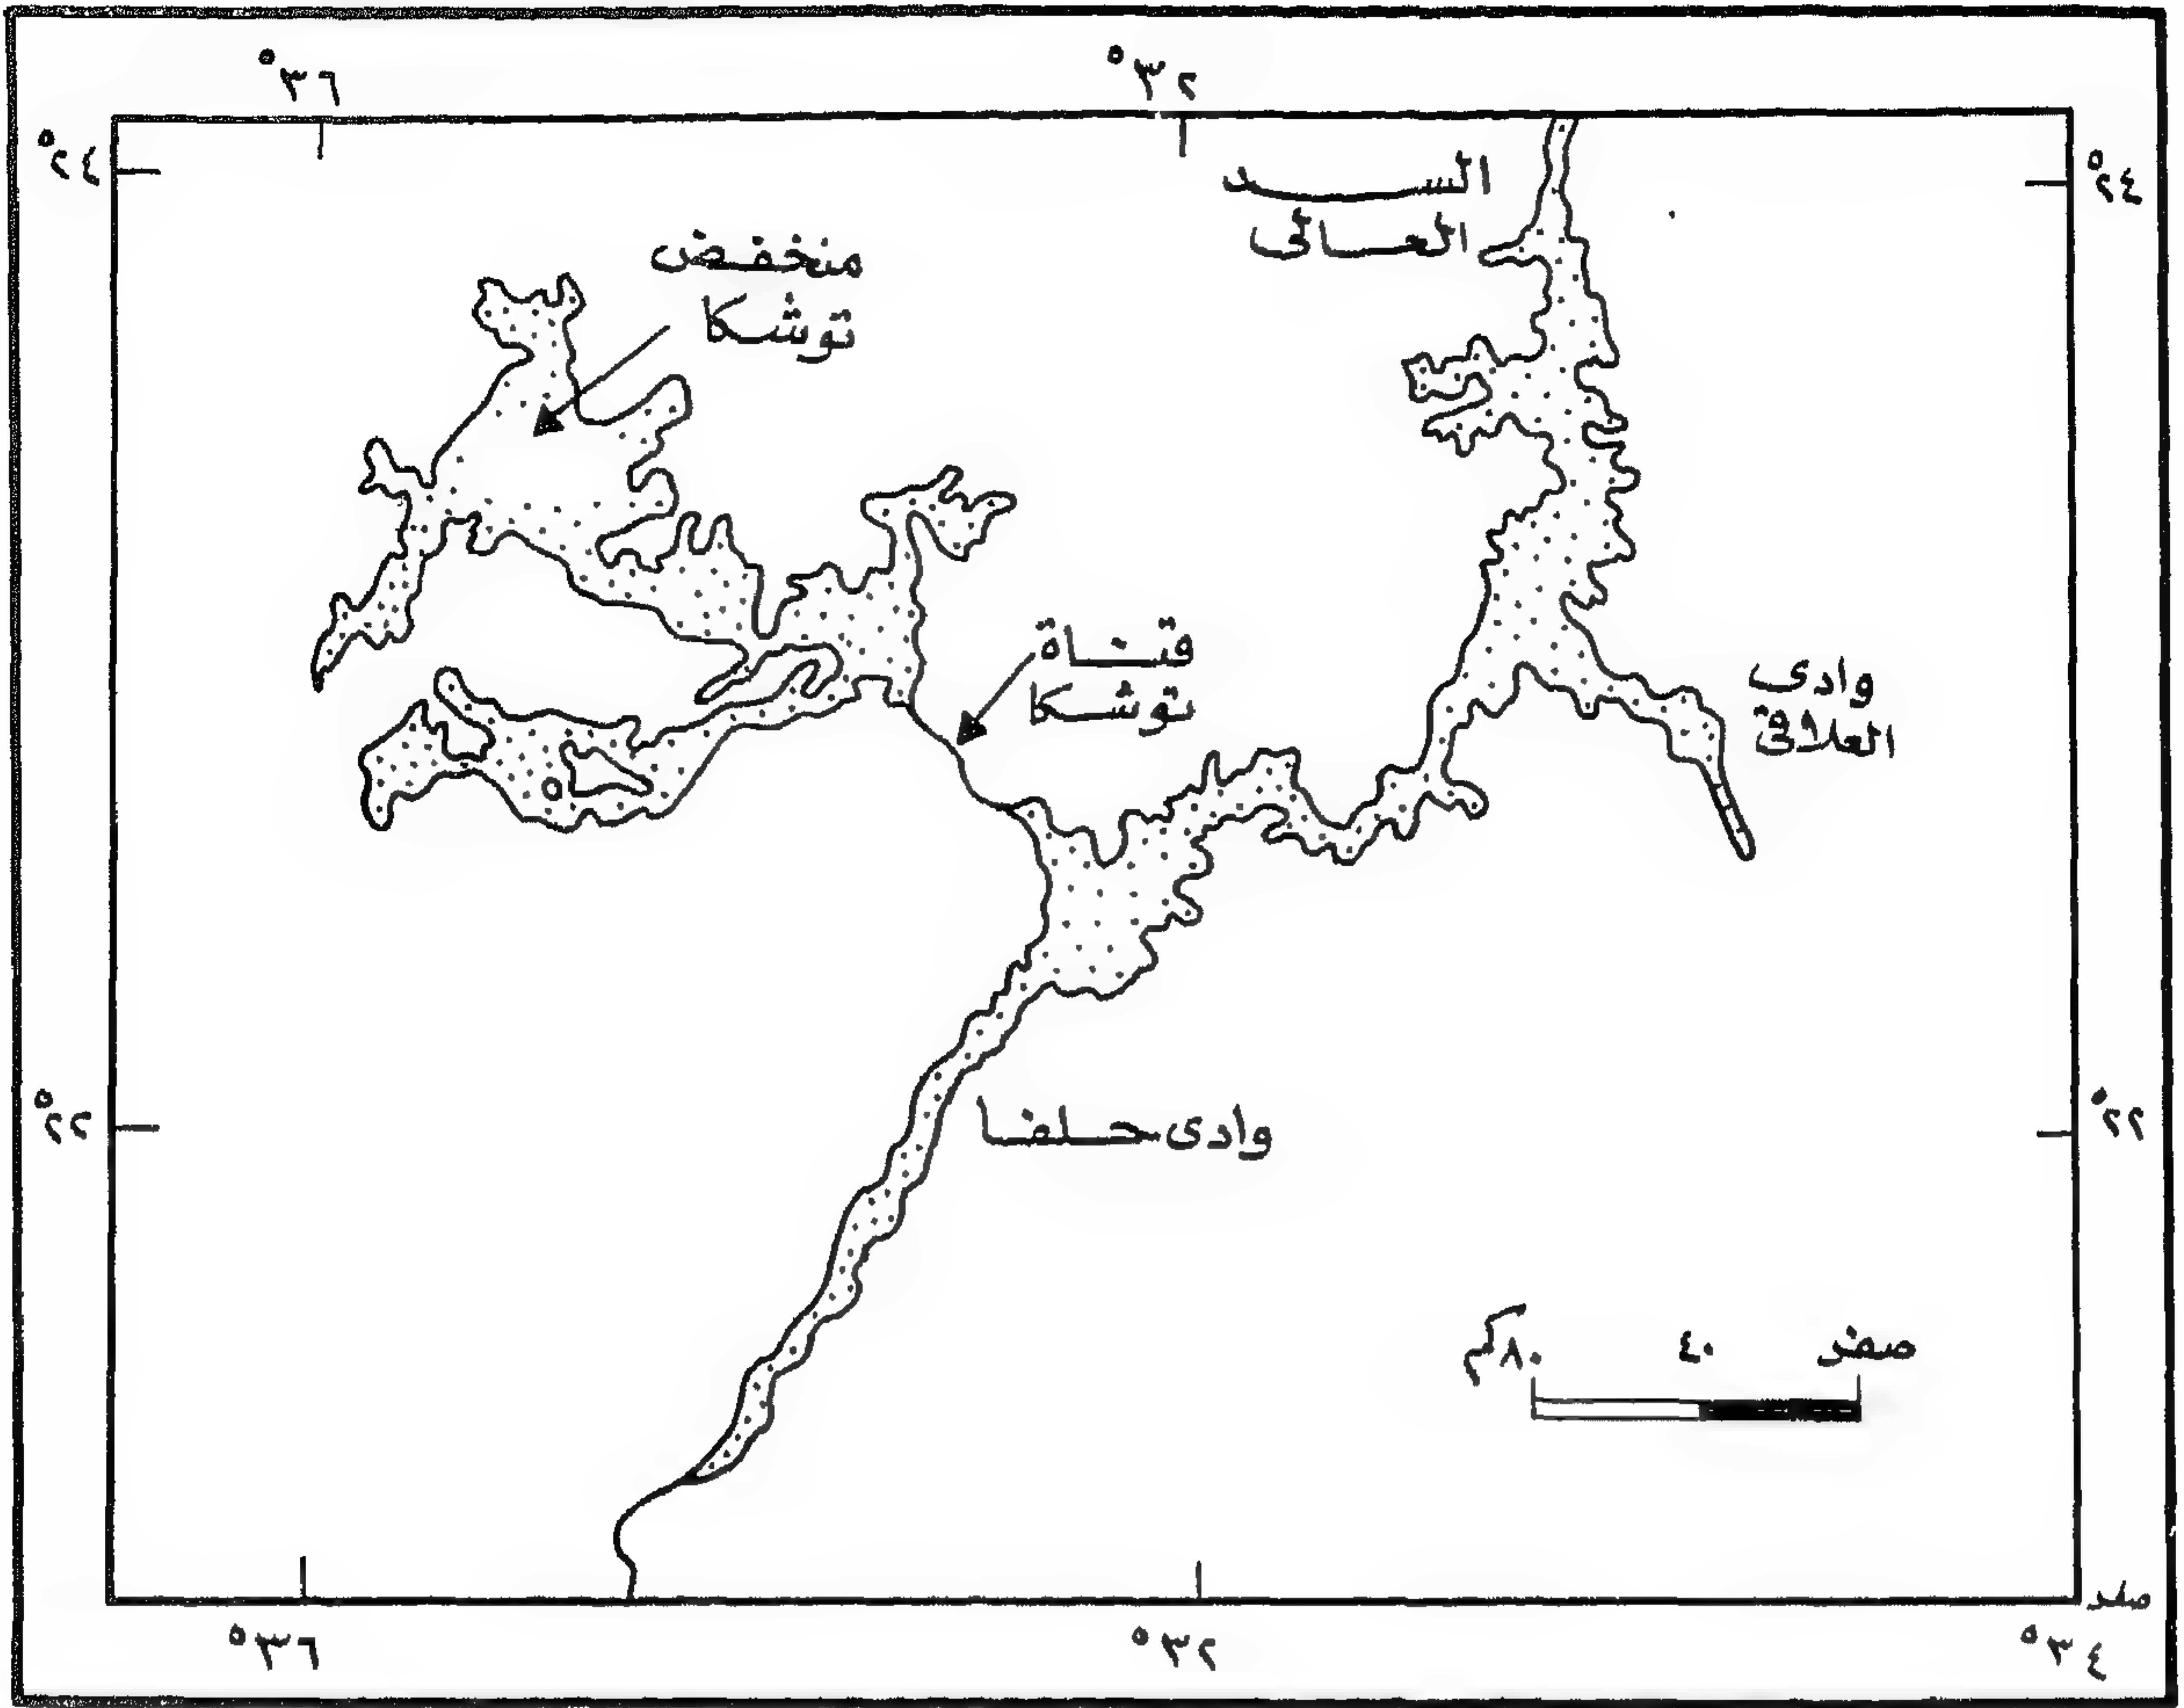 °٣٦
°٣٢
°٢٤
°٢٤
السد
العالى
منخفض
توشكا
قناة
توشكا
وادى
العلاقى
°٢٢
°٢٢
وادى حلفا
صفر ٤٠ ٨٠كم
صفر
°٣٦
°٣٢
°٣٤